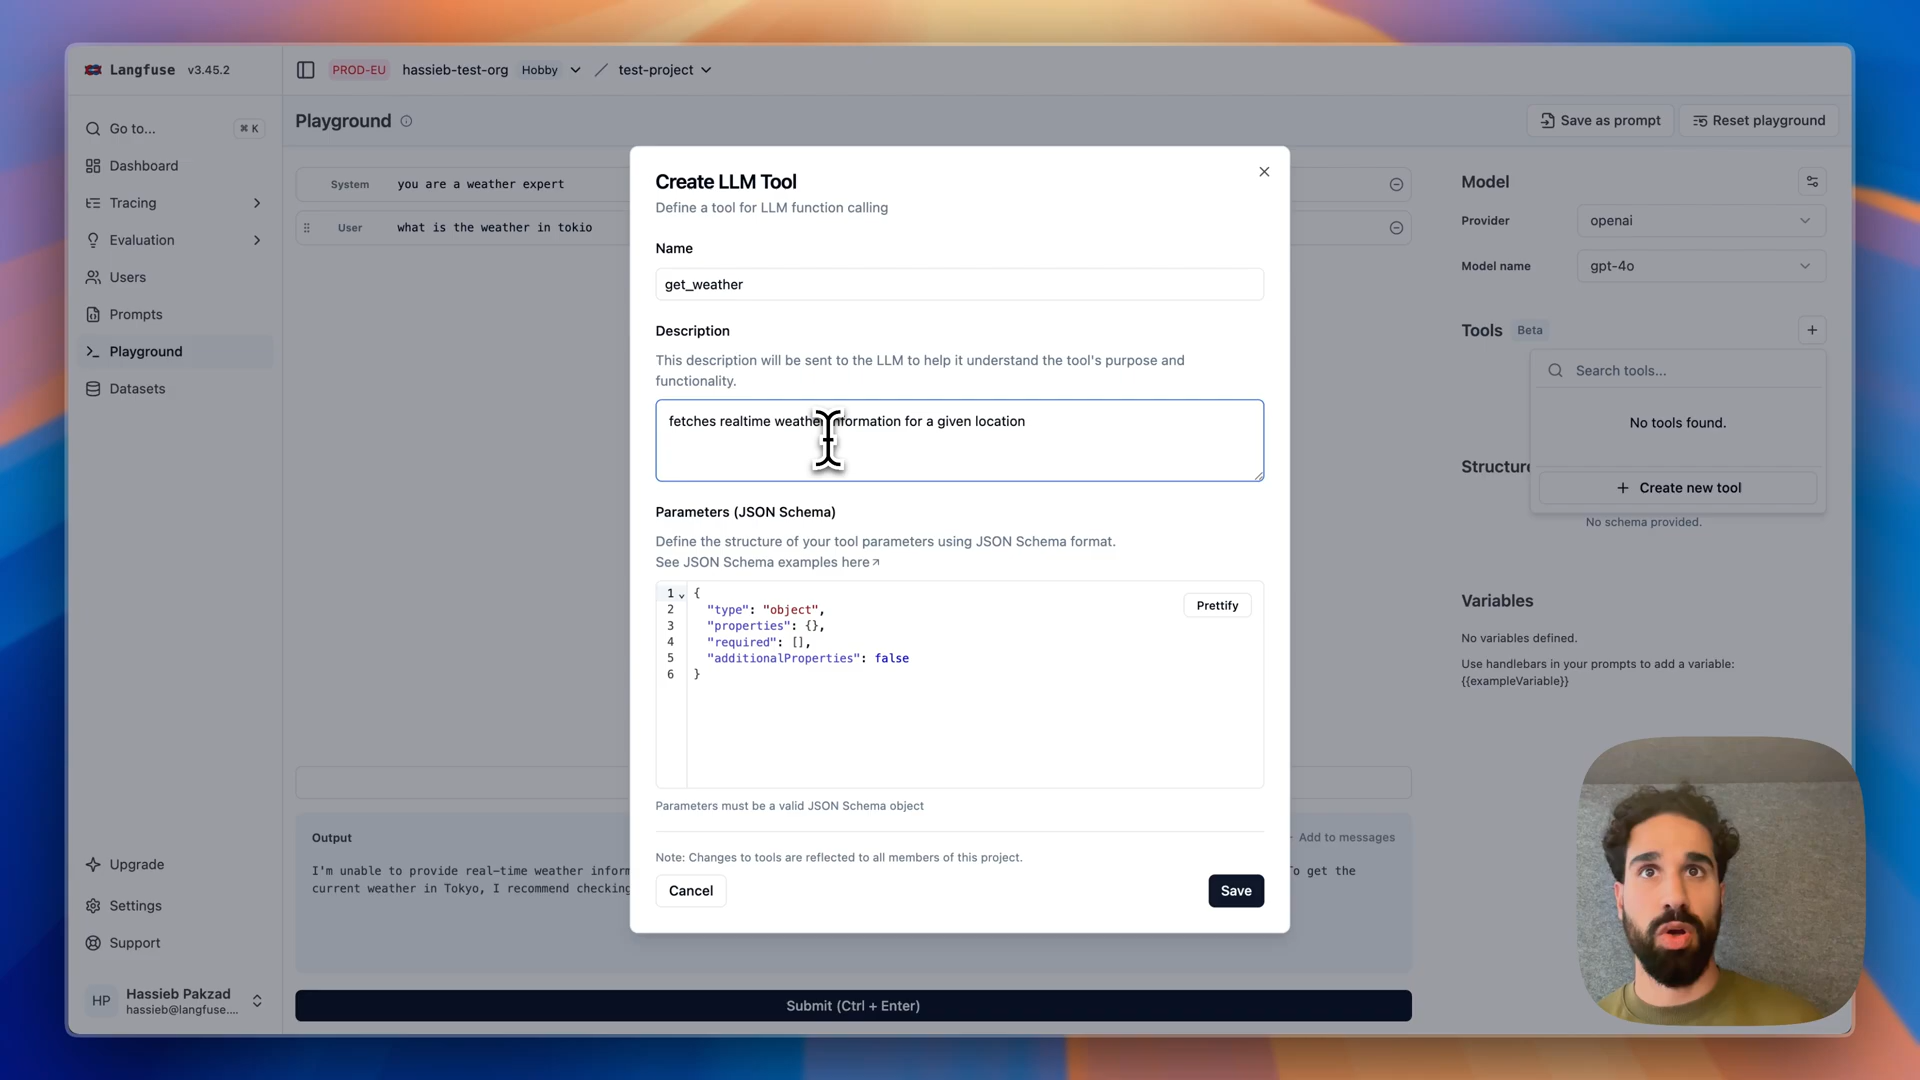 Langfuse v3.45.2
PROD-EU hassieb-test-org Hobby / test-project
Go to... ⌘ K
Dashboard
Tracing
Evaluation
Users
Prompts
Playground
Datasets
Upgrade
Settings
Support
HP Hassieb Pakzad
hassieb@langfuse....
Playground
Save as prompt
Reset playground
System you are a weather expert
User what is the weather in tokio
Create LLM Tool
Define a tool for LLM function calling
Name
get_weather
Description
This description will be sent to the LLM to help it understand the tool's purpose and
functionality.
fetches realtime weather information for a given location
Parameters (JSON Schema)
Define the structure of your tool parameters using JSON Schema format.
See JSON Schema examples here
Prettify
1 {
2 "type": "object",
3 "properties": {},
4 "required": [],
5 "additionalProperties": false
6 }
Parameters must be a valid JSON Schema object
Note: Changes to tools are reflected to all members of this project.
Cancel
Save
Output
Add to messages
I'm unable to provide real-time weather inform
To get the
current weather in Tokyo, I recommend checking
Submit (Ctrl + Enter)
Model
Provider openai
Model name gpt-4o
Tools Beta
Search tools...
No tools found.
Create new tool
Structure
No schema provided.
Variables
No variables defined.
Use handlebars in your prompts to add a variable:
{{exampleVariable}}